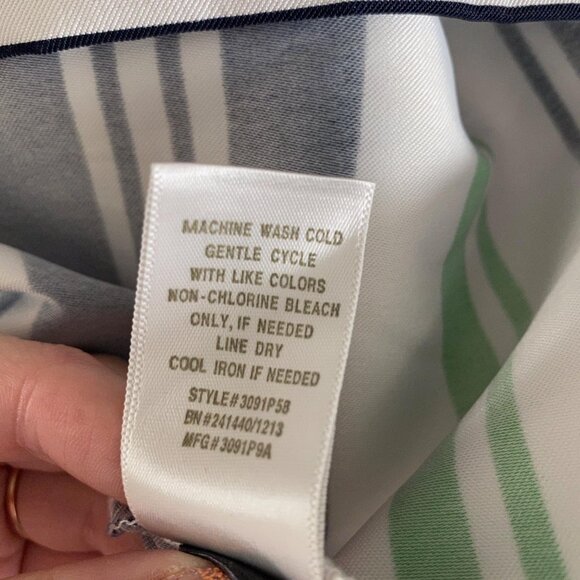 MACHINE WASH COLD
GENTLE CYCLE
WITH LIKE COLORS
NON-CHLORINE BLEACH
ONLY, IF NEEDED
LINE DRY
COOL IRON IF NEEDED
STYLE#3091P58
BN#241440/1213
MFG#3091P9A